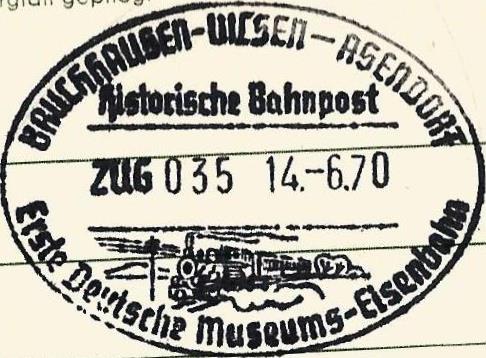 BRUCHHAUSEN-VILSEN-ASENDORF
Historische Bahnpost
ZUG 035 14.-6.70
Erste Deutsche Museums-Eisenbahn